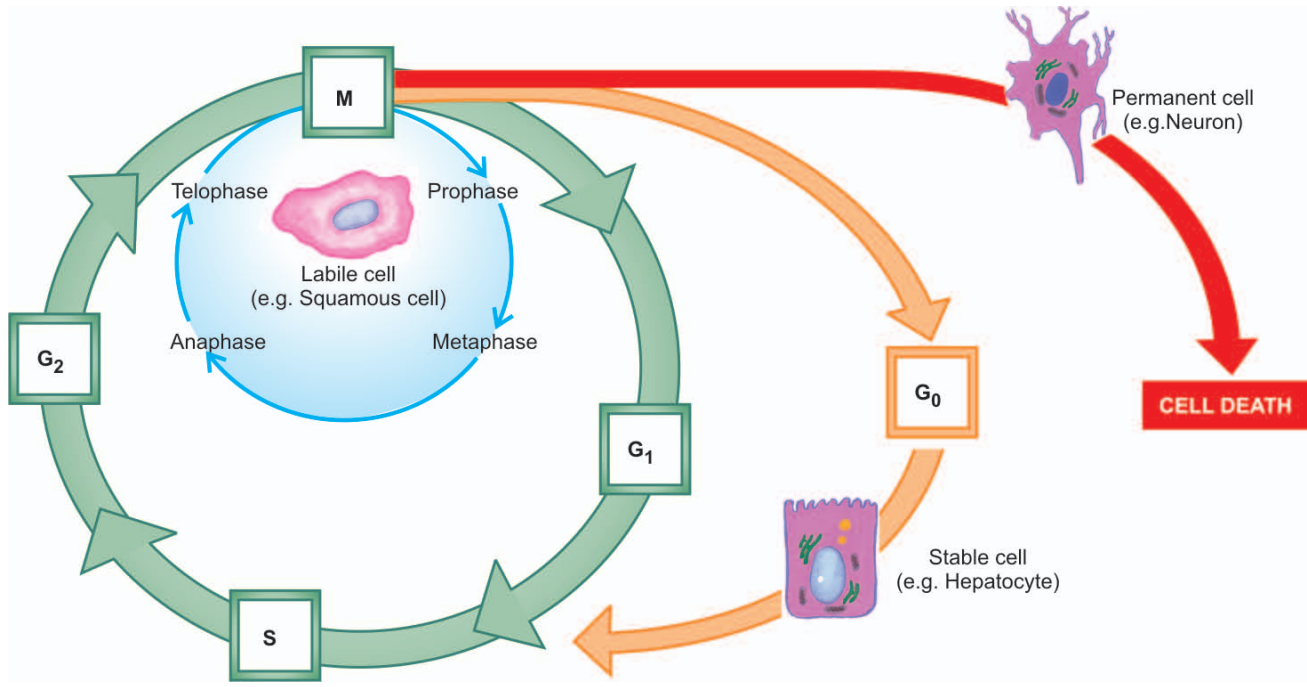 M
Permanent cell
(e.g.Neuron)
Telophase
Prophase
Labile cell
(e.g. Squamous cell)
Anaphase
Metaphase
G2
G0
CELL DEATH
G1
Stable cell
(e.g. Hepatocyte)
S